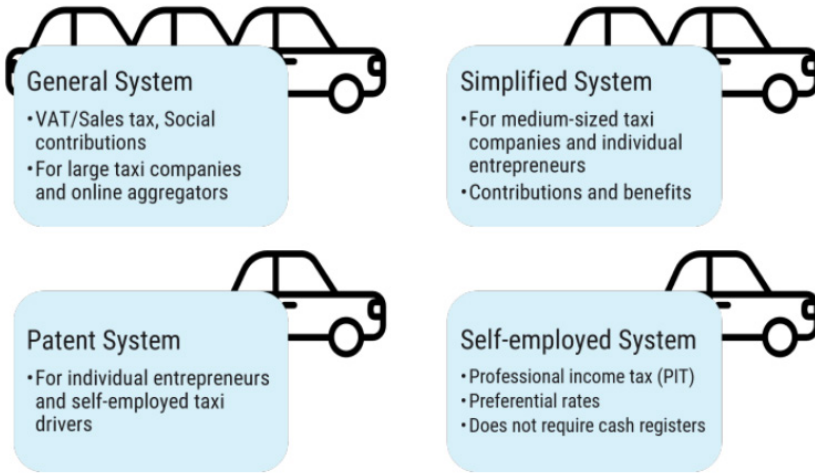 General System
•VAT/Sales tax, Social
contributions
•For large taxi companies
and online aggregators
Simplified System
•For medium-sized taxi
companies and individual
entrepreneurs
•Contributions and benefits
Patent System
•For individual entrepreneurs
and self-employed taxi
drivers
Self-employed System
•Professional income tax (PIT)
•Preferential rates
•Does not require cash registers